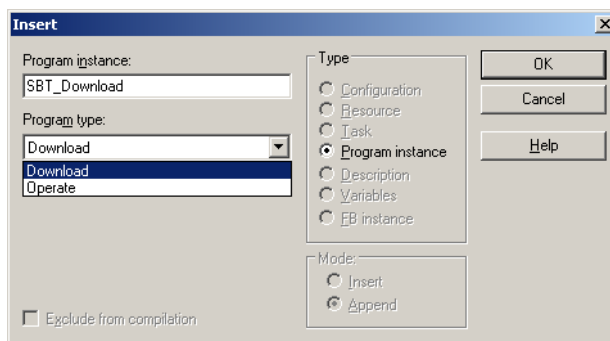 Insert
Program instance:
SBT_Download
Program type:
Download
Download
Operate
Exclude from compilation
Type
Configuration
Resource
Task
Program instance
Description
Variables
FB instance
Mode:
Insert
Append
OK
Cancel
Help